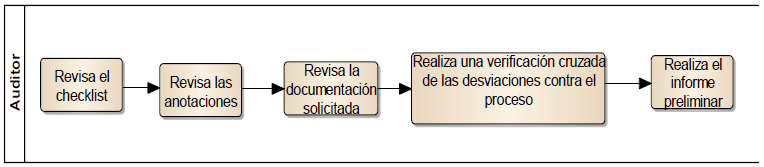 Auditor
Revisa el
checklist
Revisa las
anotaciones
Revisa la
documentación
solicitada
Realiza una verificación cruzada
de las desviaciones contra el
proceso
Realiza el
informe
preliminar